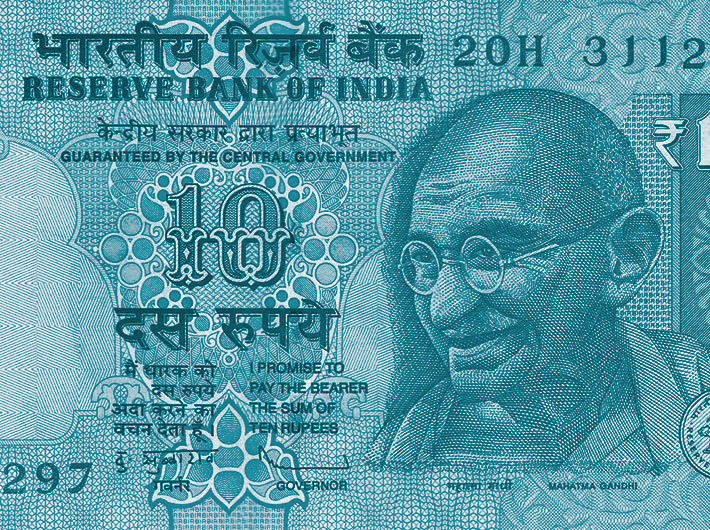 भारतीय रिज़र्व बैंक 20H 3112
RESERVE BANK OF INDIA
केन्द्रीय सरकार द्वारा प्रत्याभूत
GUARANTEED BY THE CENTRAL GOVERNMENT
₹ 1
10
दस रुपये
मैं धारक को
दस रुपये
अदा करने का
वचन देता हूँ।
I PROMISE TO
PAY THE BEARER
THE SUM OF
TEN RUPEES
297
गवर्नर GOVERNOR
महात्मा गांधी MAHATMA GANDHI